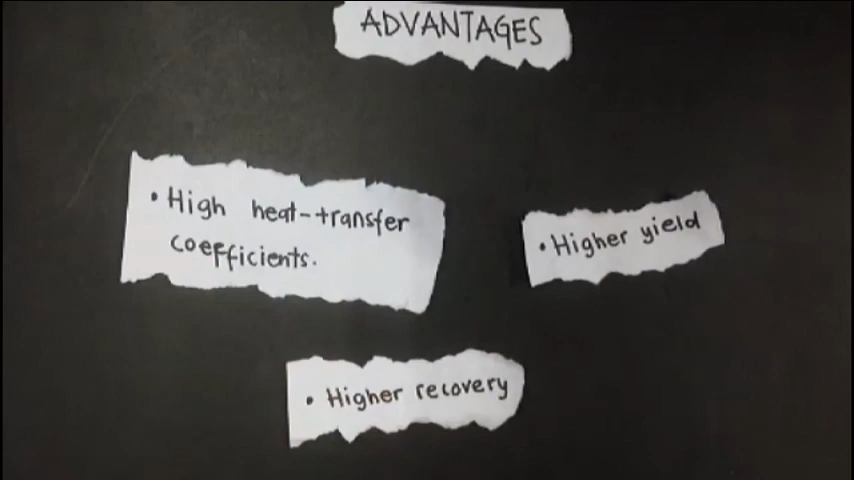 ADVANTAGES
• High heat-transfer
coefficients.
• Higher yield
• Higher recovery